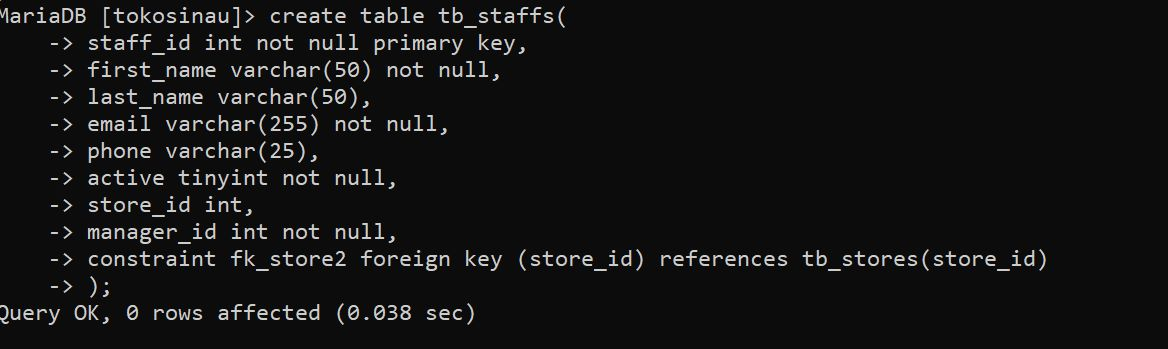 MariaDB [tokosinau]> create table tb_staffs(
    -> staff_id int not null primary key,
    -> first_name varchar(50) not null,
    -> last_name varchar(50),
    -> email varchar(255) not null,
    -> phone varchar(25),
    -> active tinyint not null,
    -> store_id int,
    -> manager_id int not null,
    -> constraint fk_store2 foreign key (store_id) references tb_stores(store_id)
    -> );
Query OK, 0 rows affected (0.038 sec)